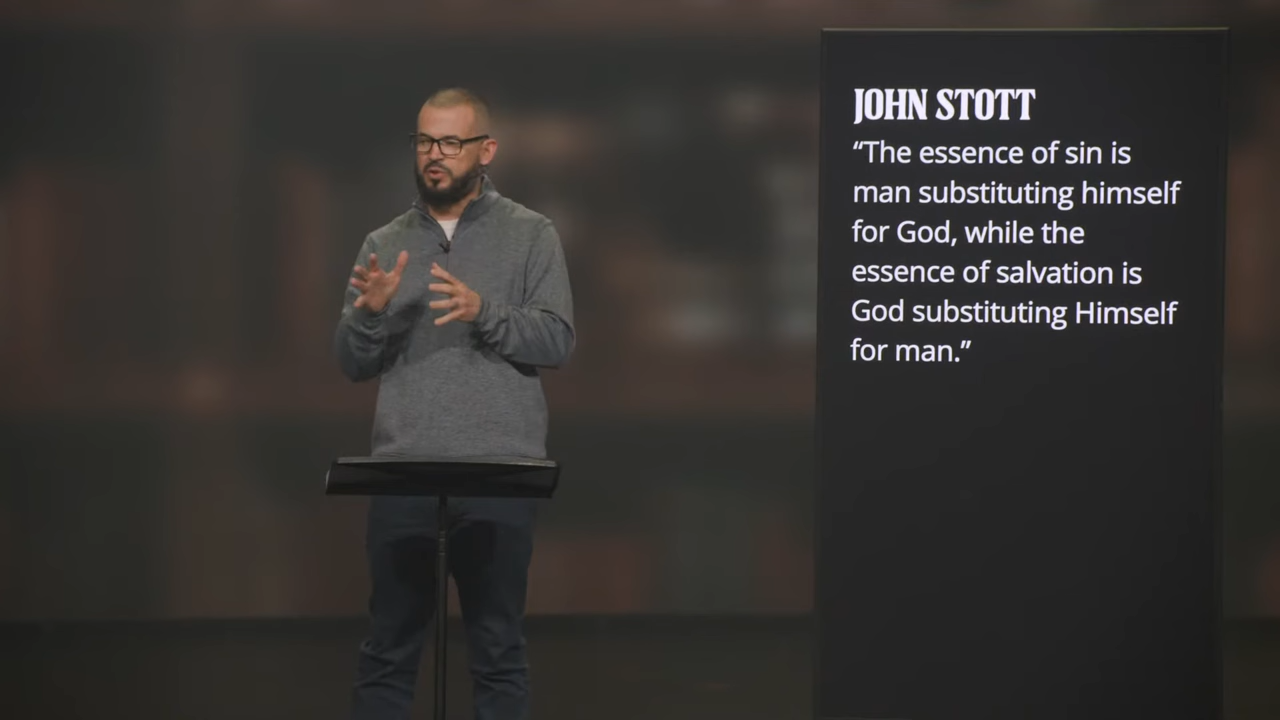 JOHN STOTT
“The essence of sin is
man substituting himself
for God, while the
essence of salvation is
God substituting Himself
for man.”